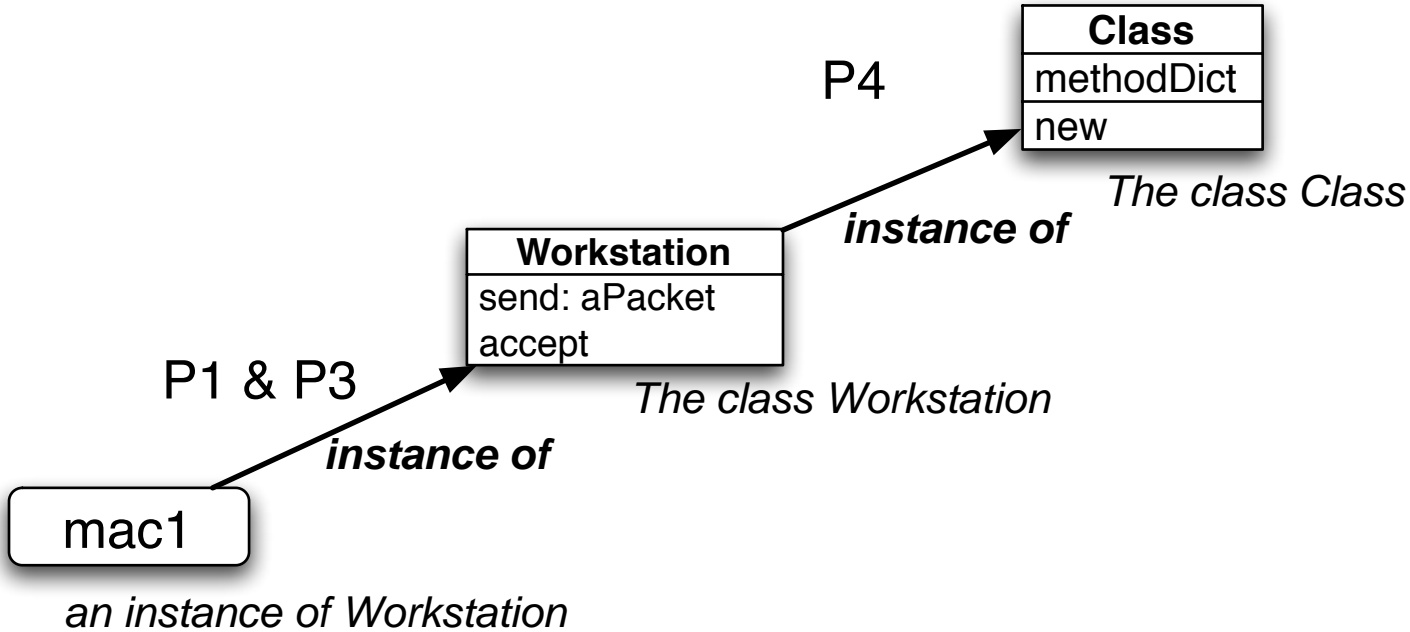 Class
methodDict
new
P4
The class Class
instance of
Workstation
send: aPacket
accept
The class Workstation
P1 & P3
instance of
mac1
an instance of Workstation